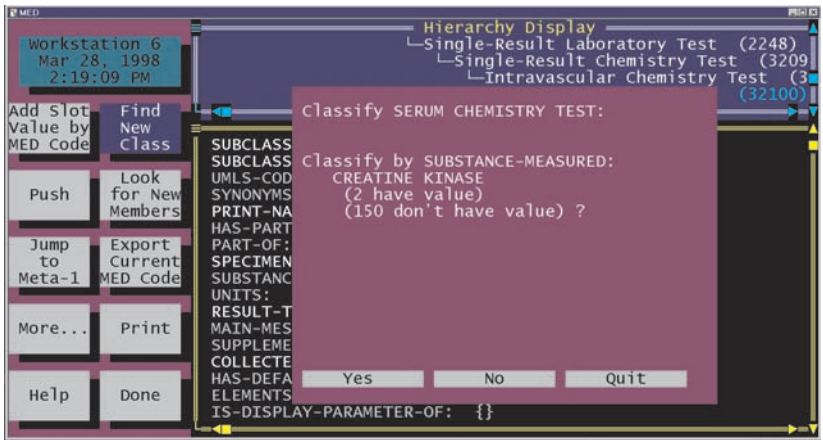 MED
Workstation 6
Mar 28, 1998
2:19:09 PM
Add Slot
Value by
MED Code
Find
New
Class
Push
Look
for New
Members
Jump
to
Meta-1
Export
Current
MED Code
More...
Print
Help
Done
Hierarchy Display
Single-Result Laboratory Test (2248)
Single-Result Chemistry Test (3209
Intravascular Chemistry Test (3
(32100)
SUBCLASS
SUBCLASS
UMLS-COD
SYNONYMS
PRINT-NA
HAS-PART
PART-OF:
SPECIMEN
SUBSTANC
UNITS:
RESULT-T
MAIN-MES
SUPPLEME
COLLECTE
HAS-DEFA
ELEMENTS
IS-DISPLAY-PARAMETER-OF: {}
Classify SERUM CHEMISTRY TEST:
Classify by SUBSTANCE-MEASURED:
CREATINE KINASE
(2 have value)
(150 don't have value) ?
Yes
No
Quit